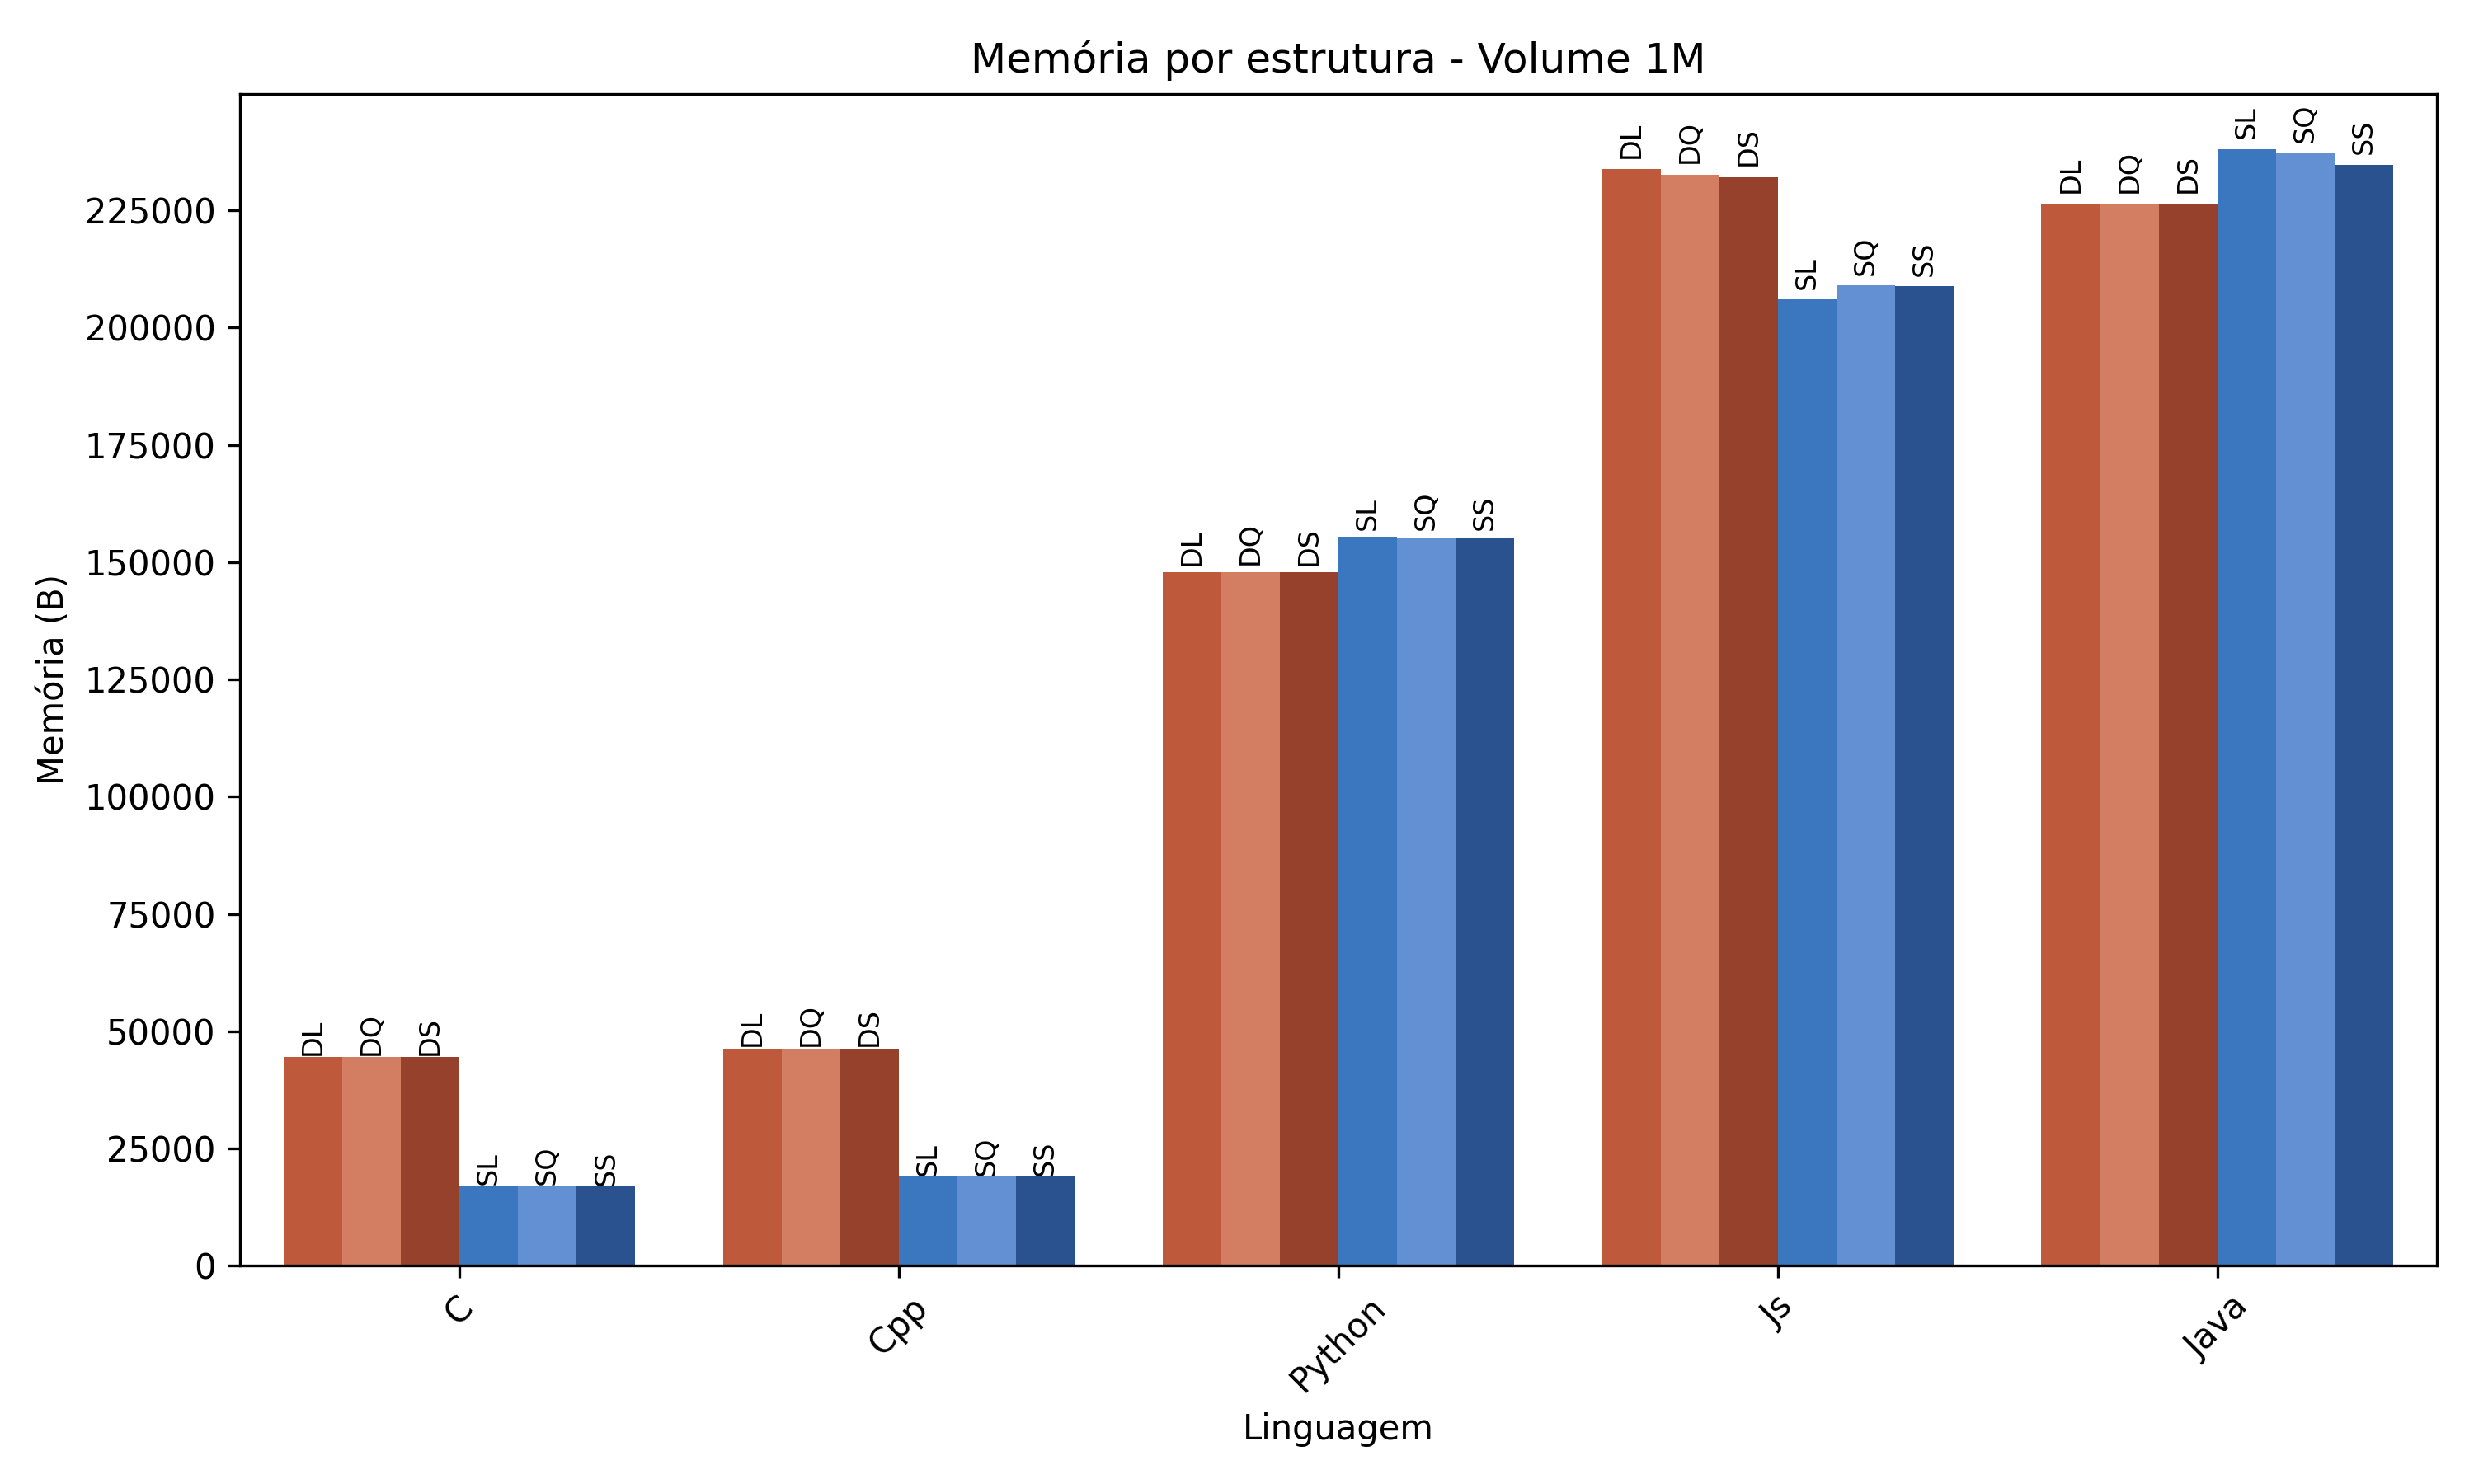 Memória por estrutura - Volume 1M
Memória (B)
225000
200000
175000
150000
125000
100000
75000
50000
25000
0
DL DQ DS SL SQ SS
DL DQ DS SL SQ SS
DL DQ DS SL SQ SS
DL DQ DS SL SQ SS
DL DQ DS SL SQ SS
C Cpp Python Js Java
Linguagem